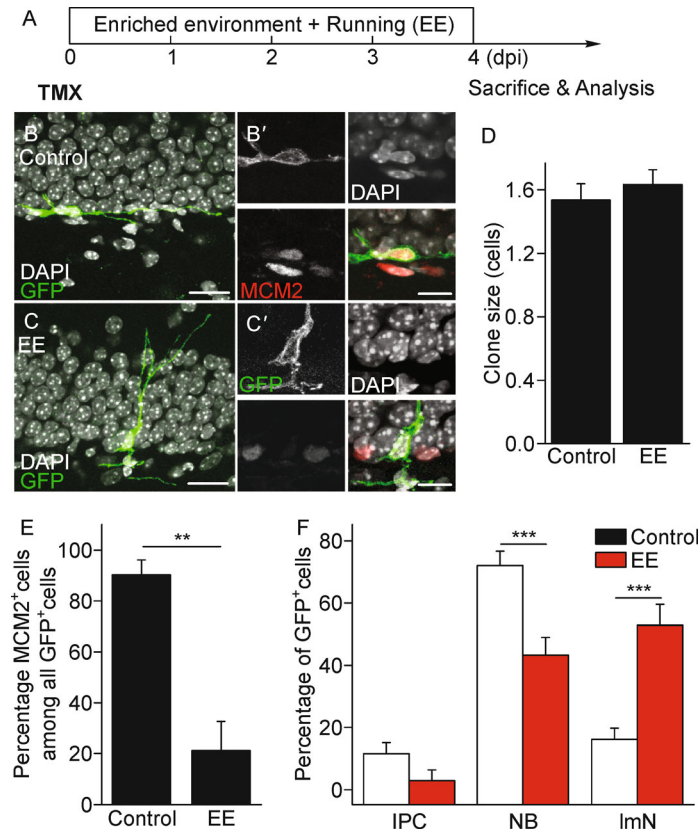 A
Enriched environment + Running (EE)
0 1 2 3 4 (dpi)
TMX
Sacrifice & Analysis
B
Control
DAPI
GFP
B′
DAPI
MCM2
C
EE
DAPI
GFP
C′
GFP
DAPI
D
Clone size (cells)
1.6
1.2
0.8
0.4
0.0
Control EE
E
Percentage MCM2⁺cells
among all GFP⁺cells
100
80
60
40
20
0
**
Control EE
F
Percentage of GFP⁺cells
80
60
40
20
0
***
***
Control
EE
IPC NB ImN